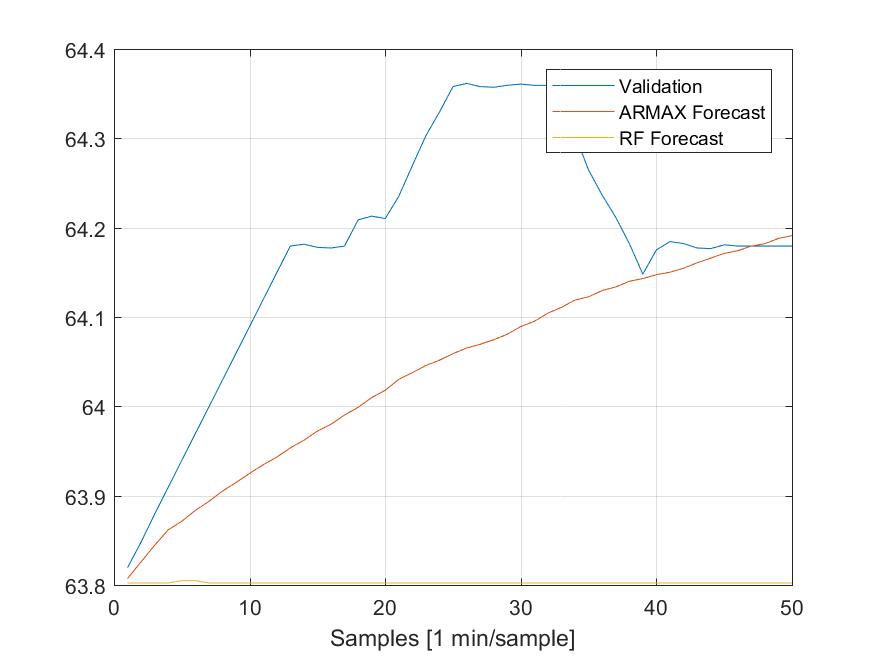 64.4
64.3
64.2
64.1
64
63.9
63.8
Validation
ARMAX Forecast
RF Forecast
0 10 20 30 40 50
Samples [1 min/sample]